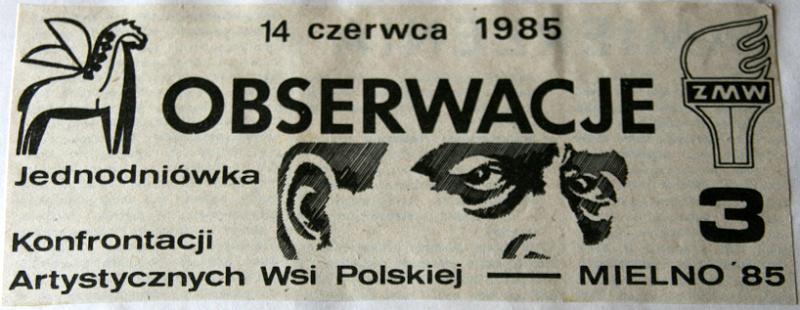 14 czerwca 1985
OBSERWACJE
ZMW
Jednodniówka
3
Konfrontacji
Artystycznych Wsi Polskiej — MIELNO '85